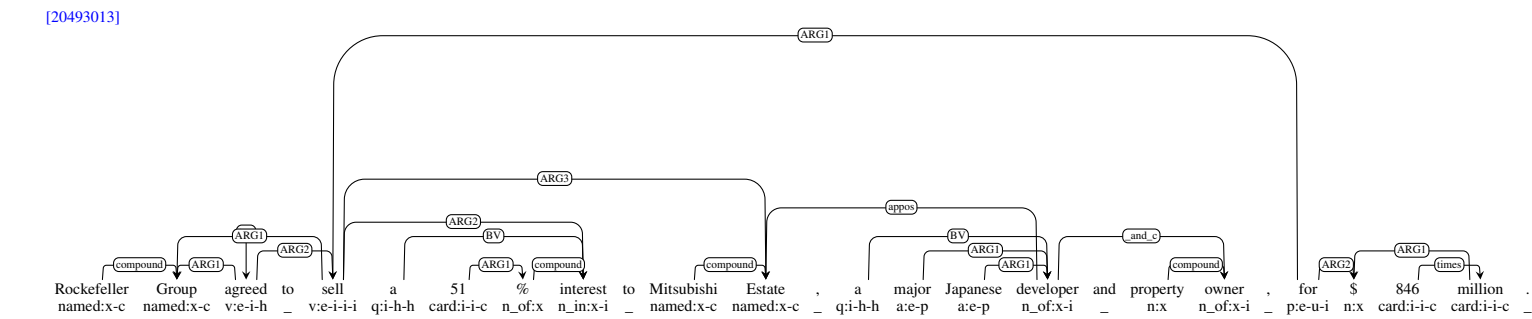 [20493013]
ARG1
ARG3
appos
ARG2
ARG1 BV BV _and_c
ARG2 ARG1 ARG1
compound ARG1 ARG1 compound compound ARG1 compound ARG2 times
Rockefeller Group agreed to sell a 51 % interest to Mitsubishi Estate , a major Japanese developer and property owner , for $ 846 million .
named:x-c named:x-c v:e-i-h _ v:e-i-i-i q:i-h-h card:i-i-c n_of:x n_in:x-i _ named:x-c named:x-c _ q:i-h-h a:e-p a:e-p n_of:x-i _ n:x n_of:x-i _ p:e-u-i n:x card:i-i-c card:i-i-c _